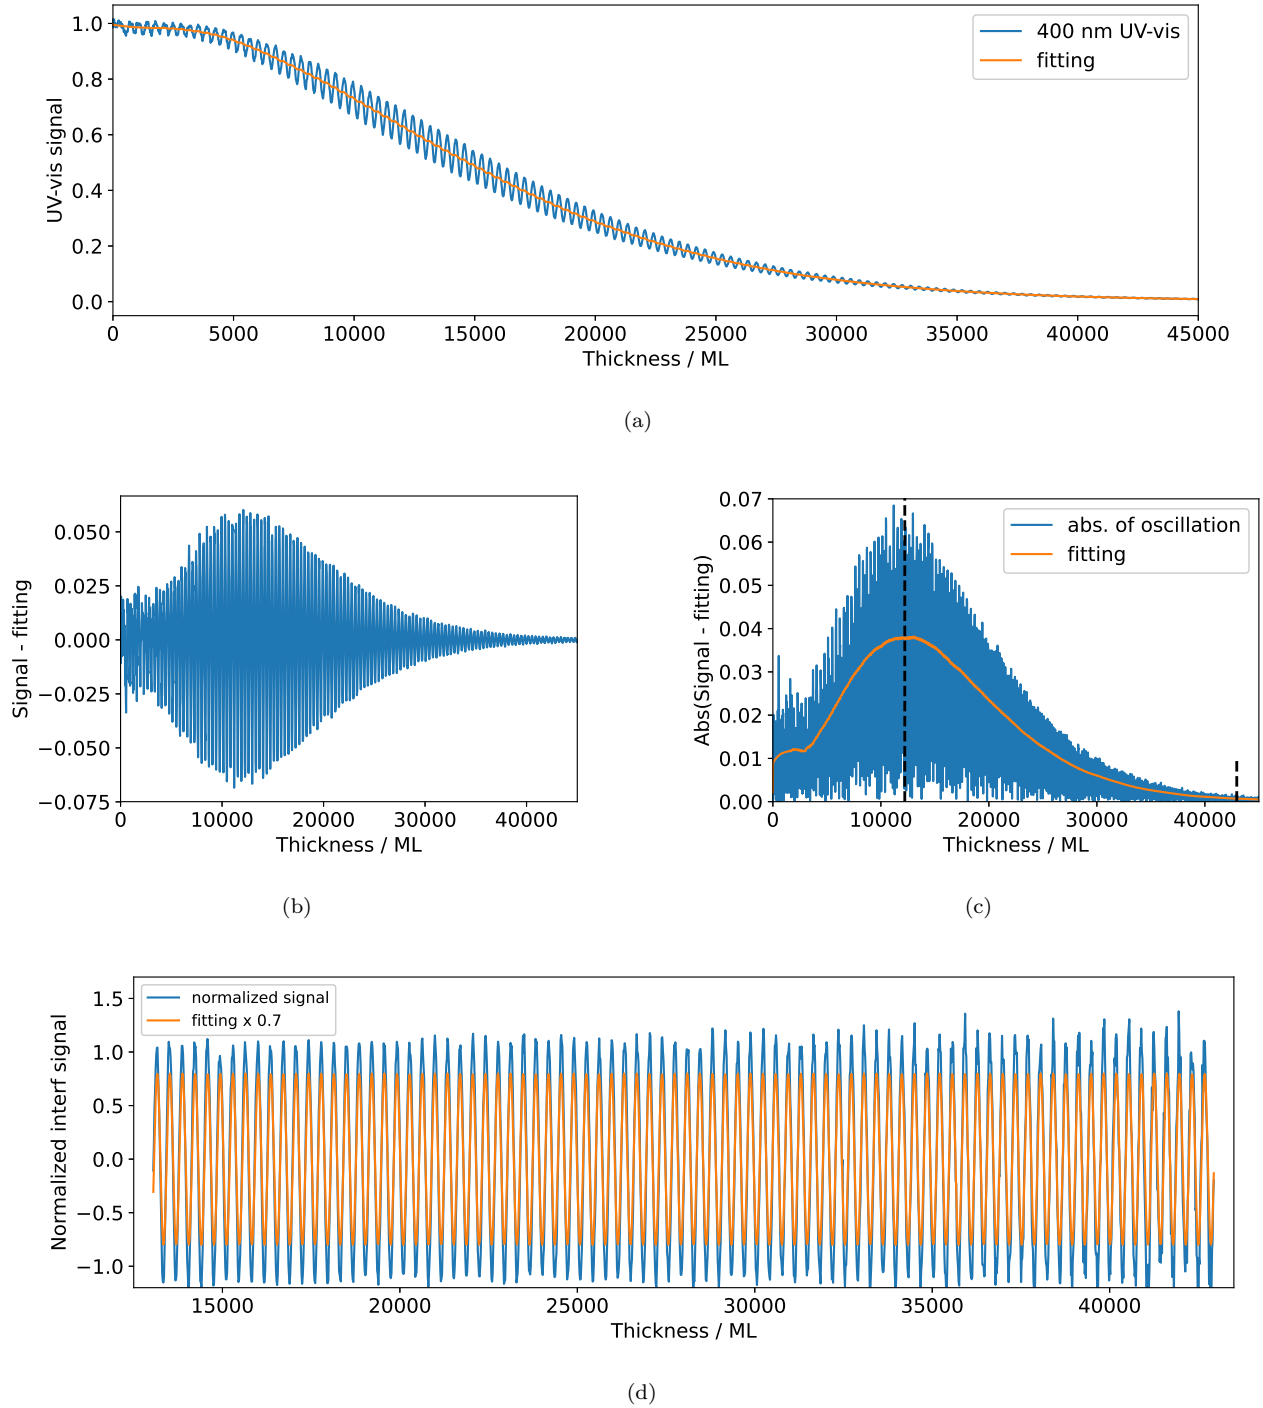 1.0
0.8
0.6
0.4
0.2
0.0
UV-vis signal
400 nm UV-vis
fitting
0 5000 10000 15000 20000 25000 30000 35000 40000 45000
Thickness / ML
(a)
0.050
0.025
0.000
−0.025
−0.050
−0.075
Signal - fitting
0 10000 20000 30000 40000
Thickness / ML
(b)
0.07
0.06
0.05
0.04
0.03
0.02
0.01
0.00
Abs(Signal - fitting)
abs. of oscillation
fitting
0 10000 20000 30000 40000
Thickness / ML
(c)
1.5
1.0
0.5
0.0
−0.5
−1.0
Normalized interf signal
normalized signal
fitting x 0.7
15000 20000 25000 30000 35000 40000
Thickness / ML
(d)